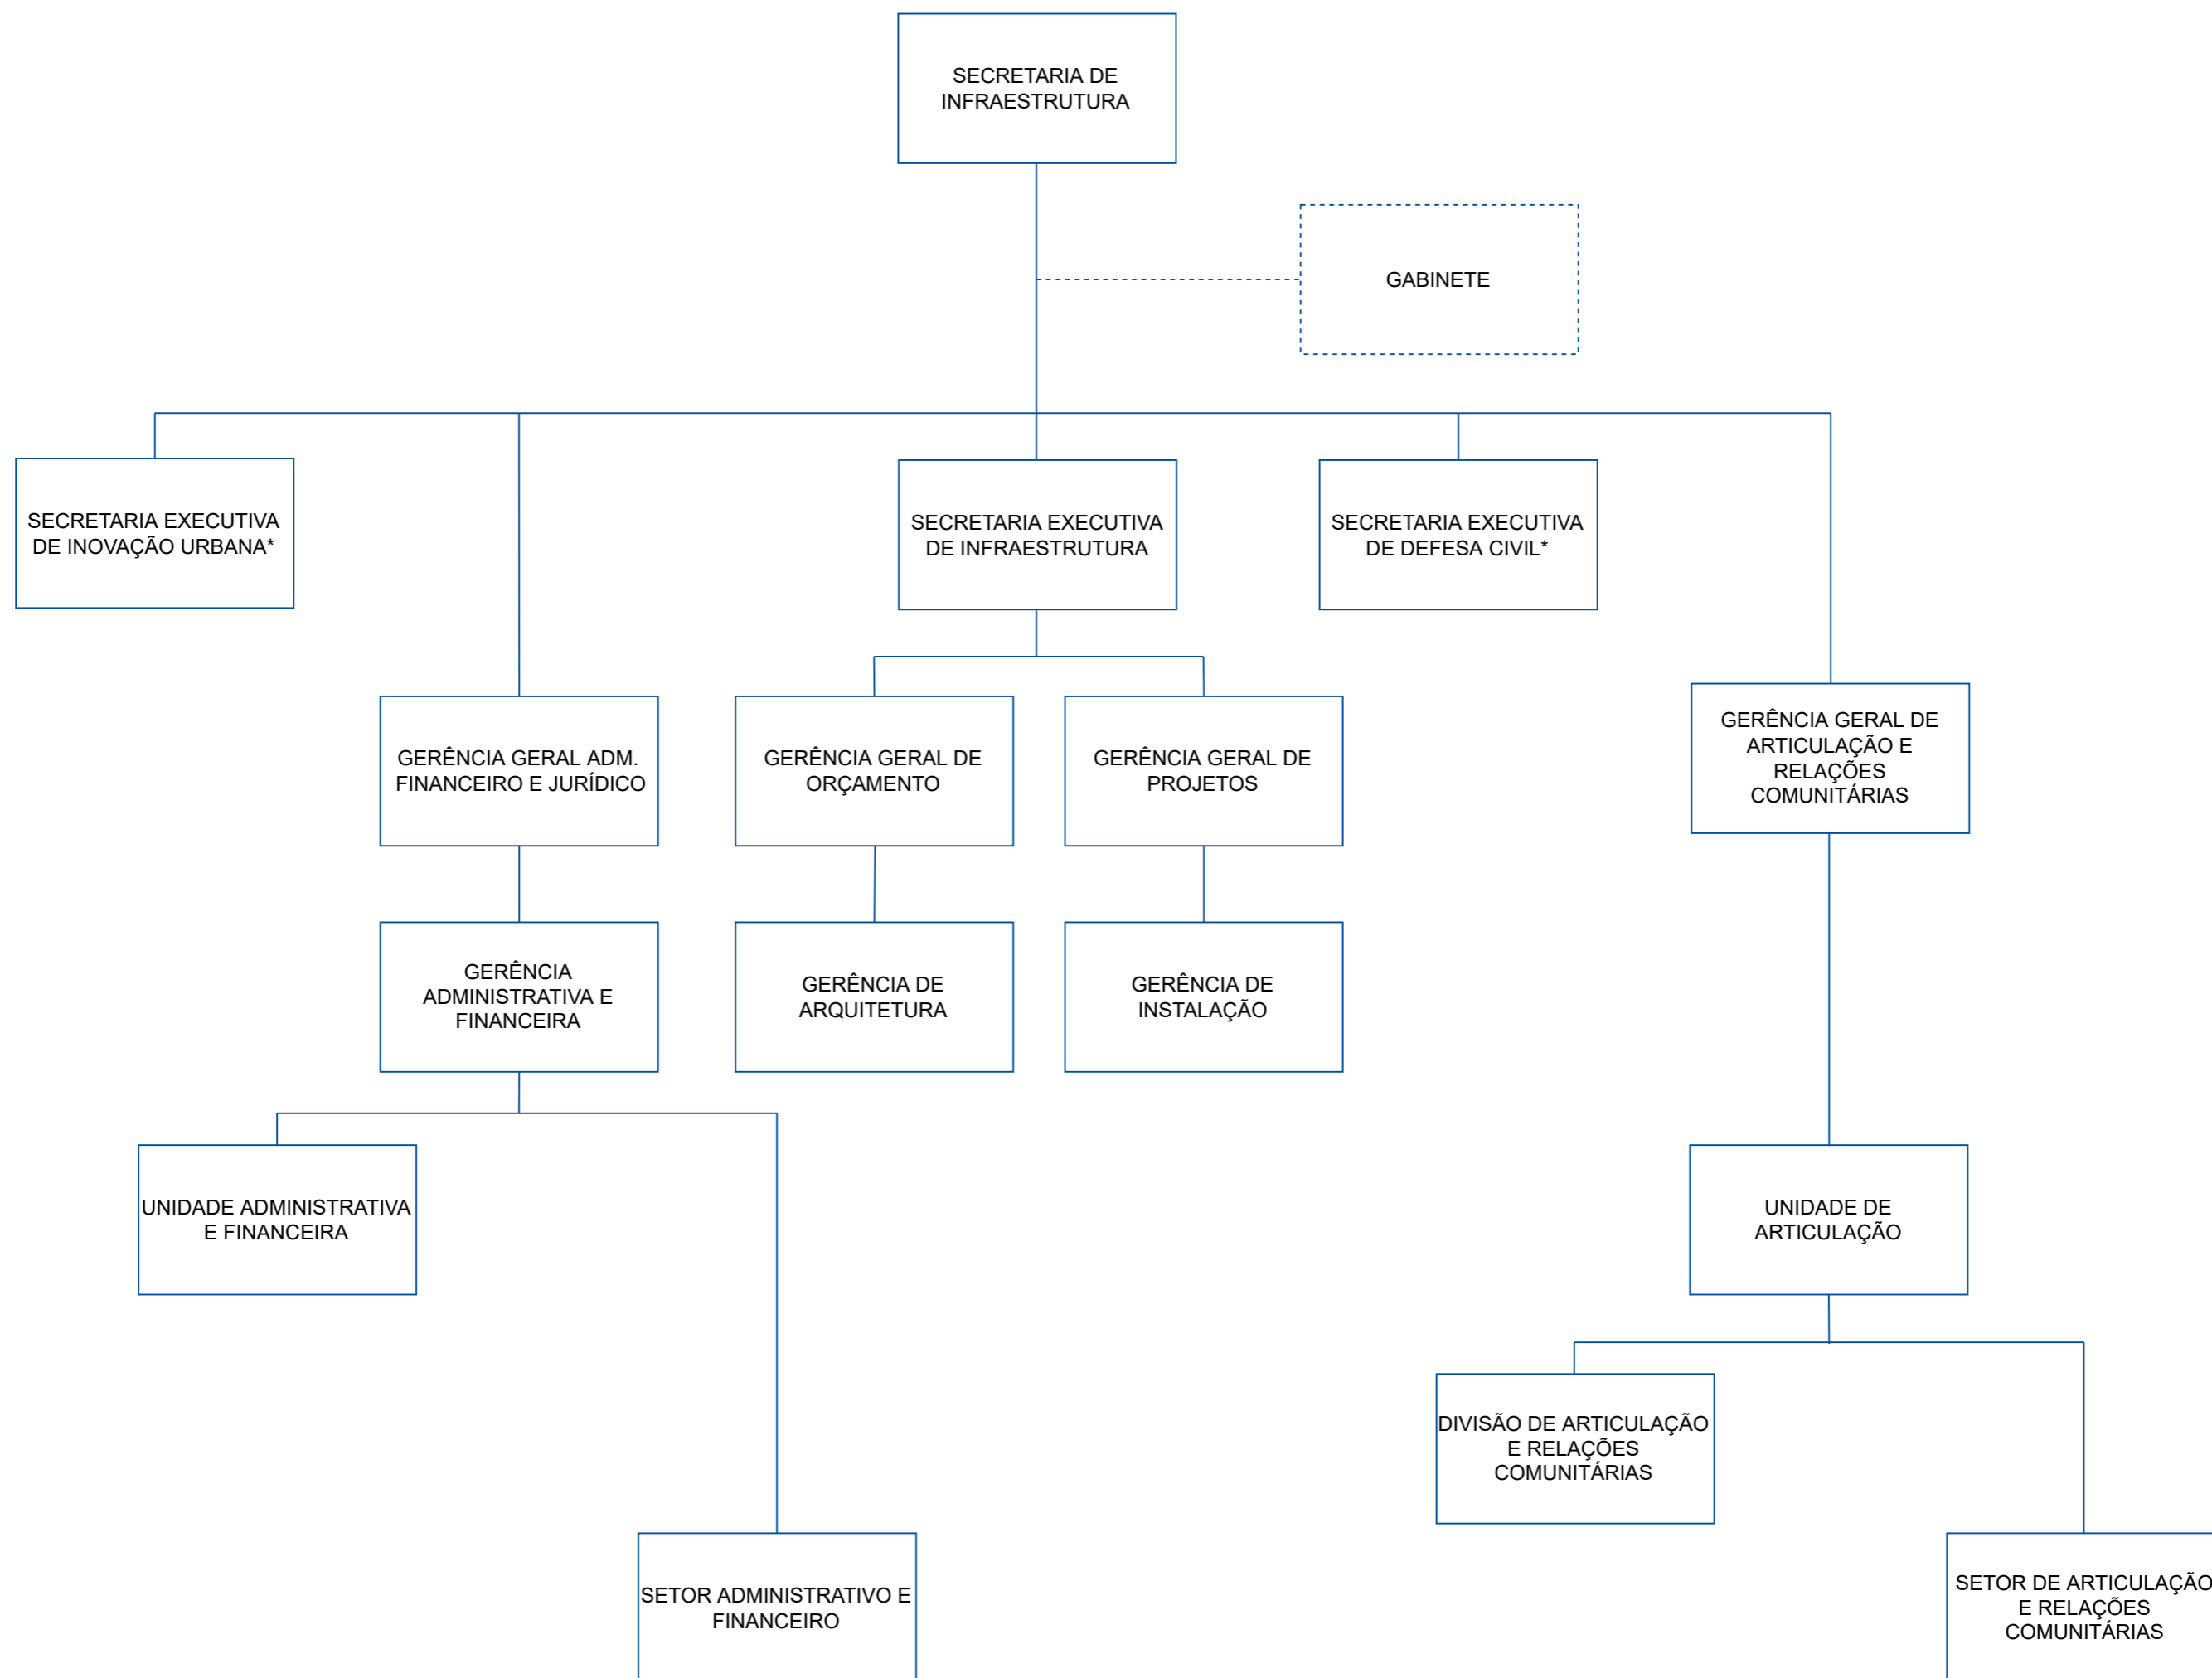 SECRETARIA DE
INFRAESTRUTURA
GABINETE
SECRETARIA EXECUTIVA
DE INOVAÇÃO URBANA*
SECRETARIA EXECUTIVA
DE INFRAESTRUTURA
SECRETARIA EXECUTIVA
DE DEFESA CIVIL*
GERÊNCIA GERAL ADM.
FINANCEIRO E JURÍDICO
GERÊNCIA GERAL DE
ORÇAMENTO
GERÊNCIA GERAL DE
PROJETOS
GERÊNCIA GERAL DE
ARTICULAÇÃO E
RELAÇÕES
COMUNITÁRIAS
GERÊNCIA
ADMINISTRATIVA E
FINANCEIRA
GERÊNCIA DE
ARQUITETURA
GERÊNCIA DE
INSTALAÇÃO
UNIDADE ADMINISTRATIVA
E FINANCEIRA
UNIDADE DE
ARTICULAÇÃO
DIVISÃO DE ARTICULAÇÃO
E RELAÇÕES
COMUNITÁRIAS
SETOR ADMINISTRATIVO E
FINANCEIRO
SETOR DE ARTICULAÇÃO
E RELAÇÕES
COMUNITÁRIAS